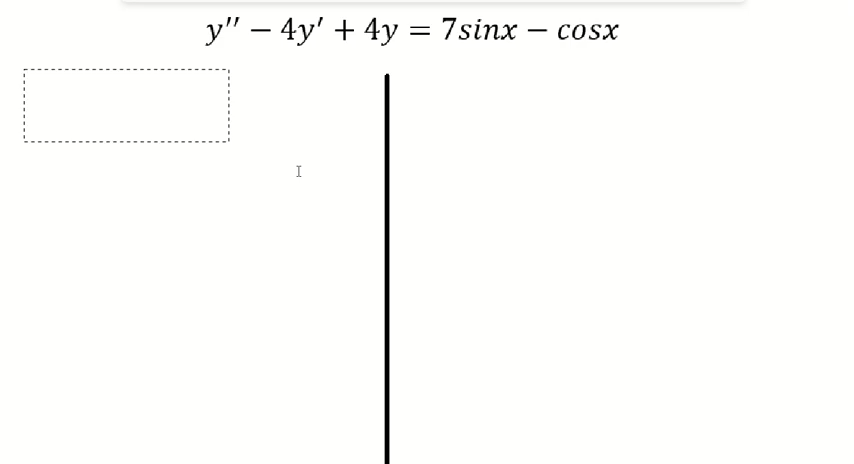 y'' − 4y' + 4y = 7sinx − cosx